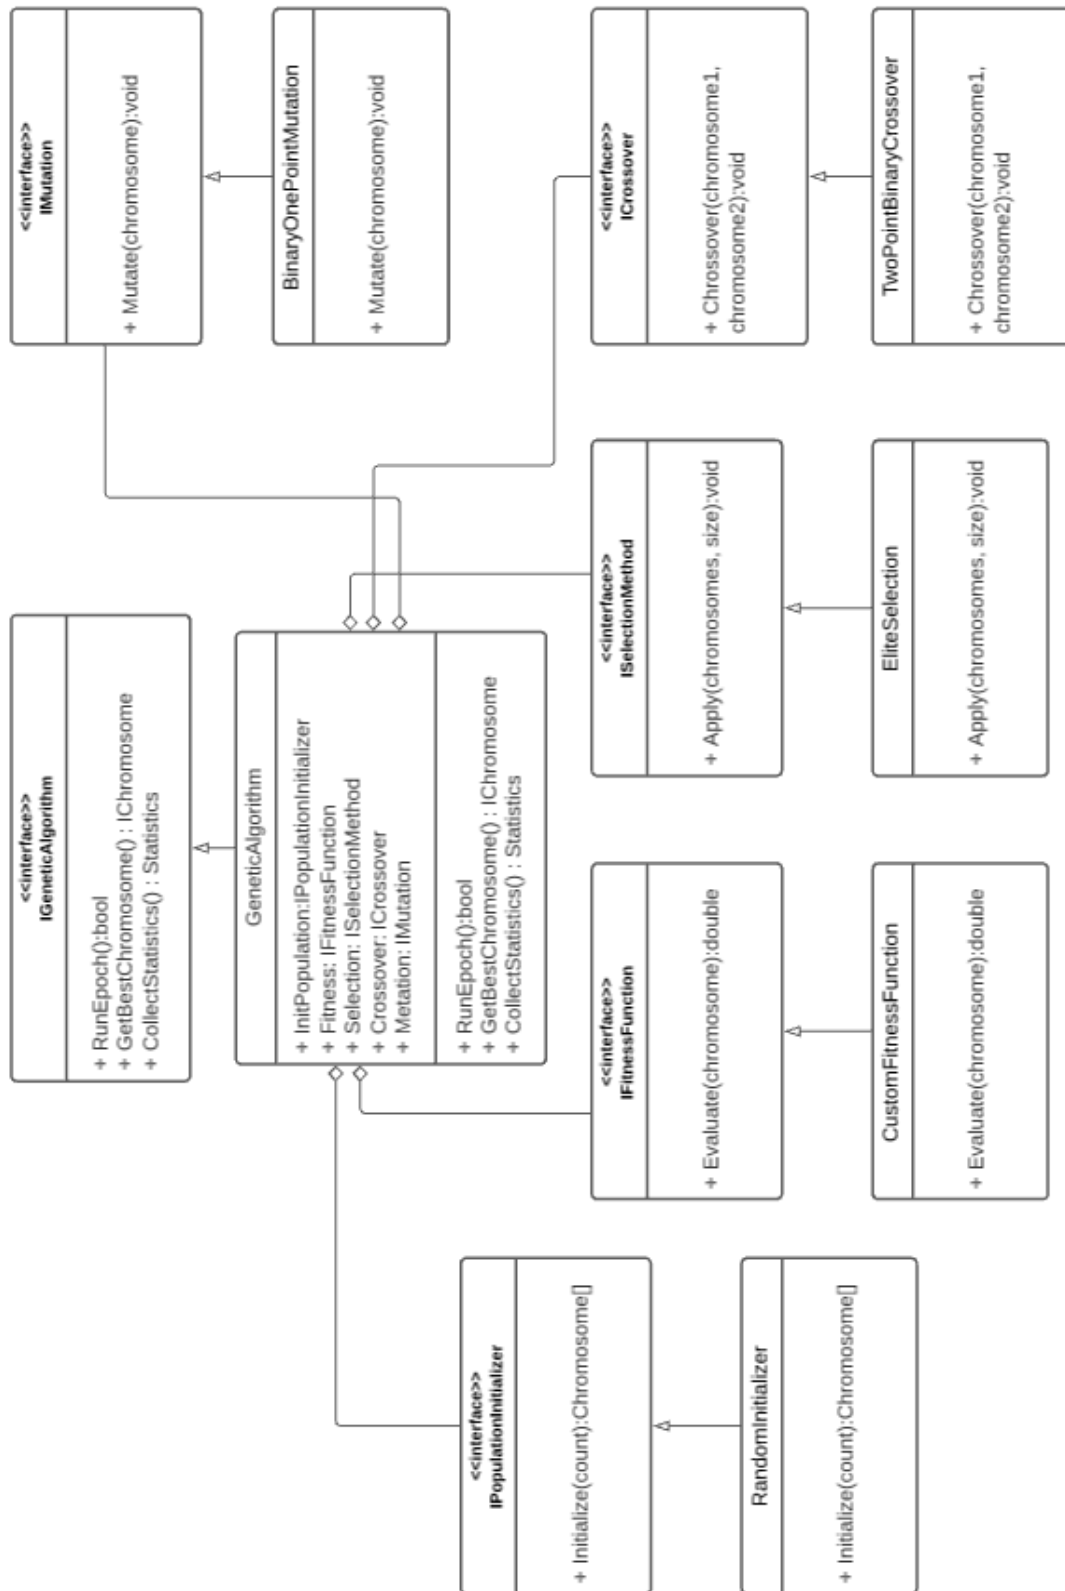 <<interface>>
IGeneticAlgorithm
+ RunEpoch():bool
+ GetBestChromosome() : IChromosome
+ CollectStatistics() : Statistics
<<interface>>
IMutation
+ Mutate(chromosome):void
GeneticAlgorithm
+ InitPopulation:IPopulationInitializer
+ Fitness: IFitnessFunction
+ Selection: ISelectionMethod
+ Crossover: ICrossover
+ Metation: IMutation
+ RunEpoch():bool
+ GetBestChromosome() : IChromosome
+ CollectStatistics() : Statistics
BinaryOnePointMutation
+ Mutate(chromosome):void
<<interface>>
IPopulationInitializer
+ Initialize(count):Chromosome[]
<<interface>>
IFitnessFunction
+ Evaluate(chromosome):double
<<interface>>
ISelectionMethod
+ Apply(chromosomes, size):void
<<interface>>
ICrossover
+ Chrossover(chromosome1,
chromosome2):void
RandomInitializer
+ Initialize(count):Chromosome[]
CustomFitnessFunction
+ Evaluate(chromosome):double
EliteSelection
+ Apply(chromosomes, size):void
TwoPointBinaryCrossover
+ Chrossover(chromosome1,
chromosome2):void